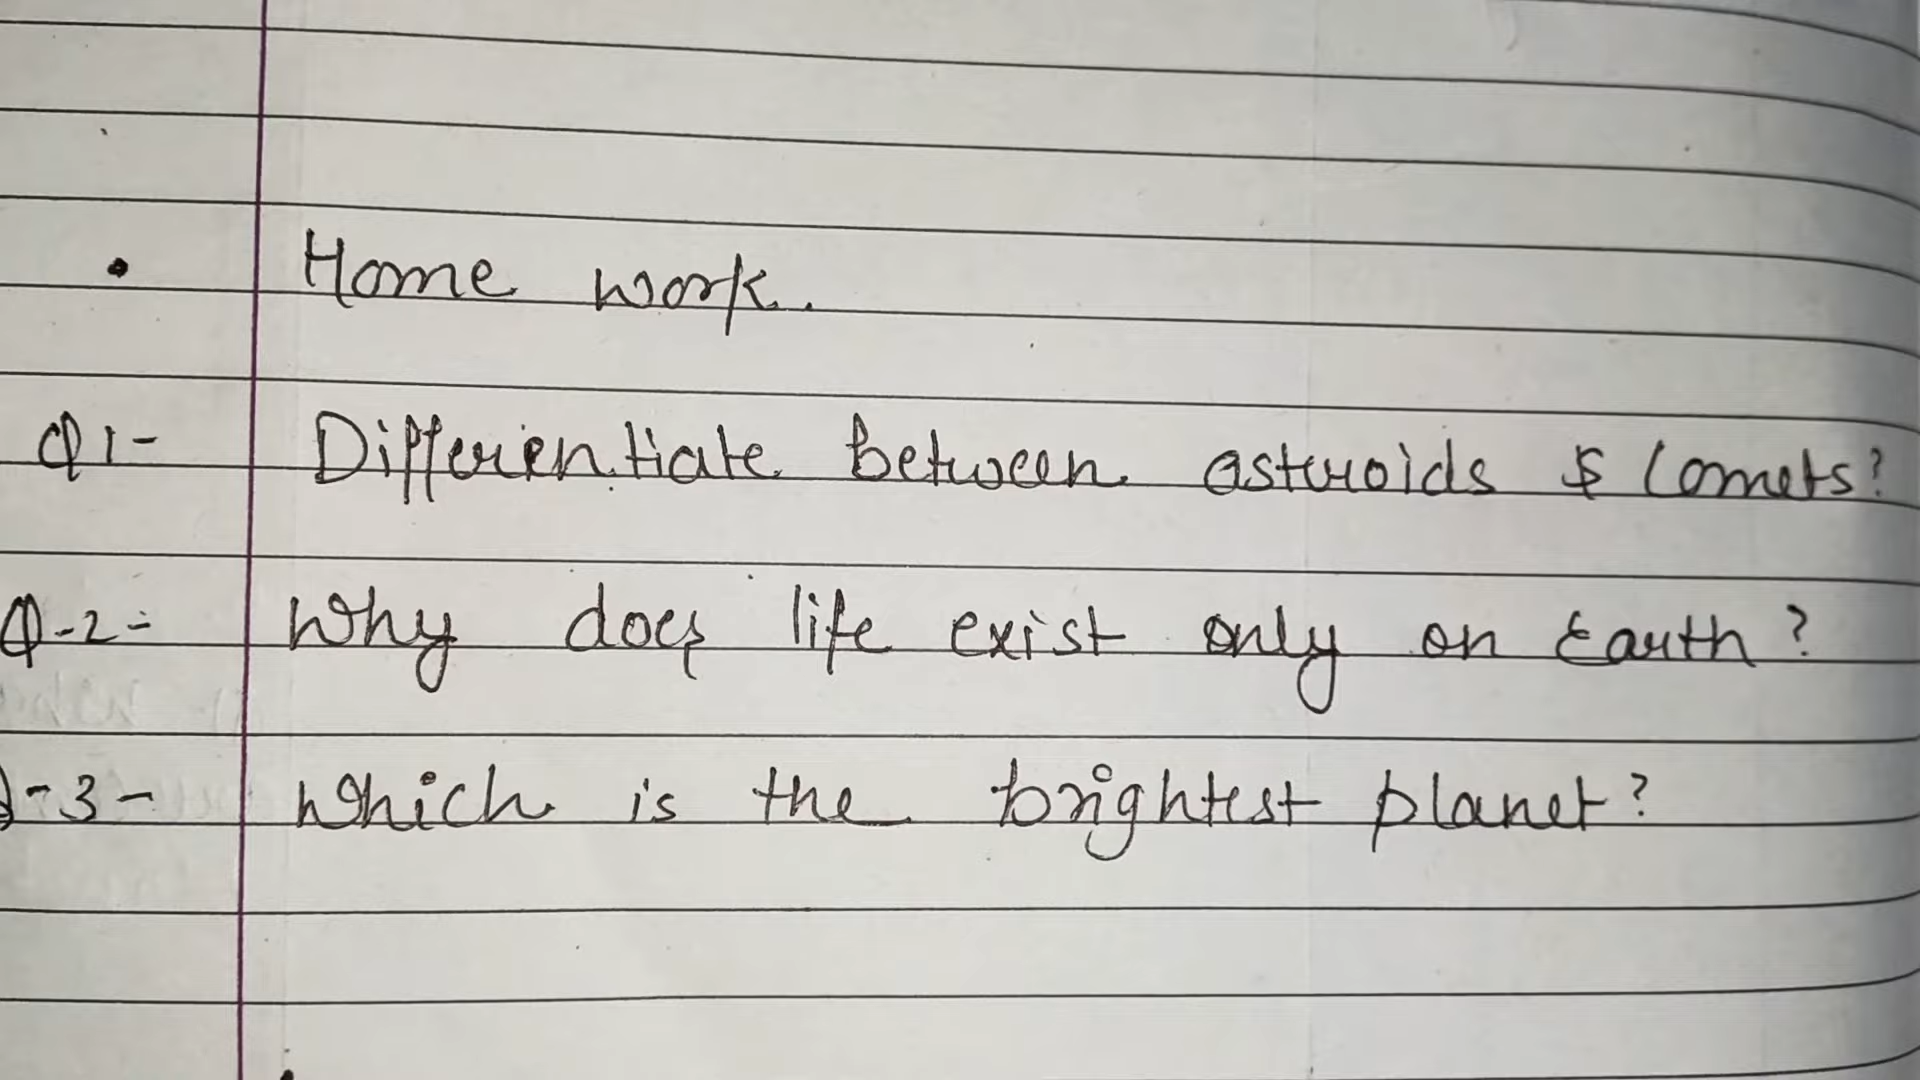 • Home work.
Q1- Differientiate between asteroids & Comets?
Q-2- Why does life exist only on Earth?
Q-3- Which is the brightest planet?